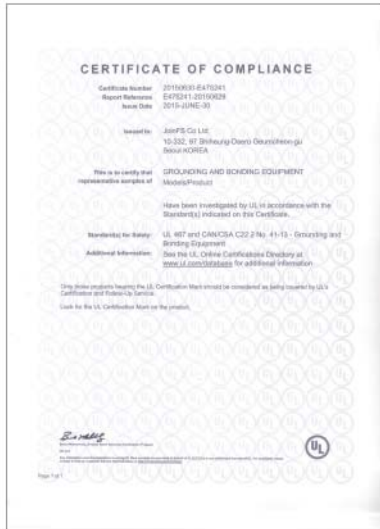 CERTIFICATE OF COMPLIANCE
Certificate Number 20150630-E476241
Report Reference E476241-20150629
Issue Date 2015-JUNE-30
Issued to: JoinFS Co Ltd
10-332, 97 Shiheung-Daero Geumcheon-gu
Seoul KOREA
This is to certify that GROUNDING AND BONDING EQUIPMENT
representative samples of Models/Product
Have been investigated by UL in accordance with the
Standard(s) indicated on this Certificate.
Standard(s) for Safety: UL 467 and CAN/CSA C22.2 No. 41-13 - Grounding and
Bonding Equipment
Additional Information: See the UL Online Certifications Directory at
www.ul.com/database for additional information
Only those products bearing the UL Certification Mark should be considered as being covered by UL's
Certification and Follow-Up Service.
Look for the UL Certification Mark on the product.
UL
Page 1 of 1